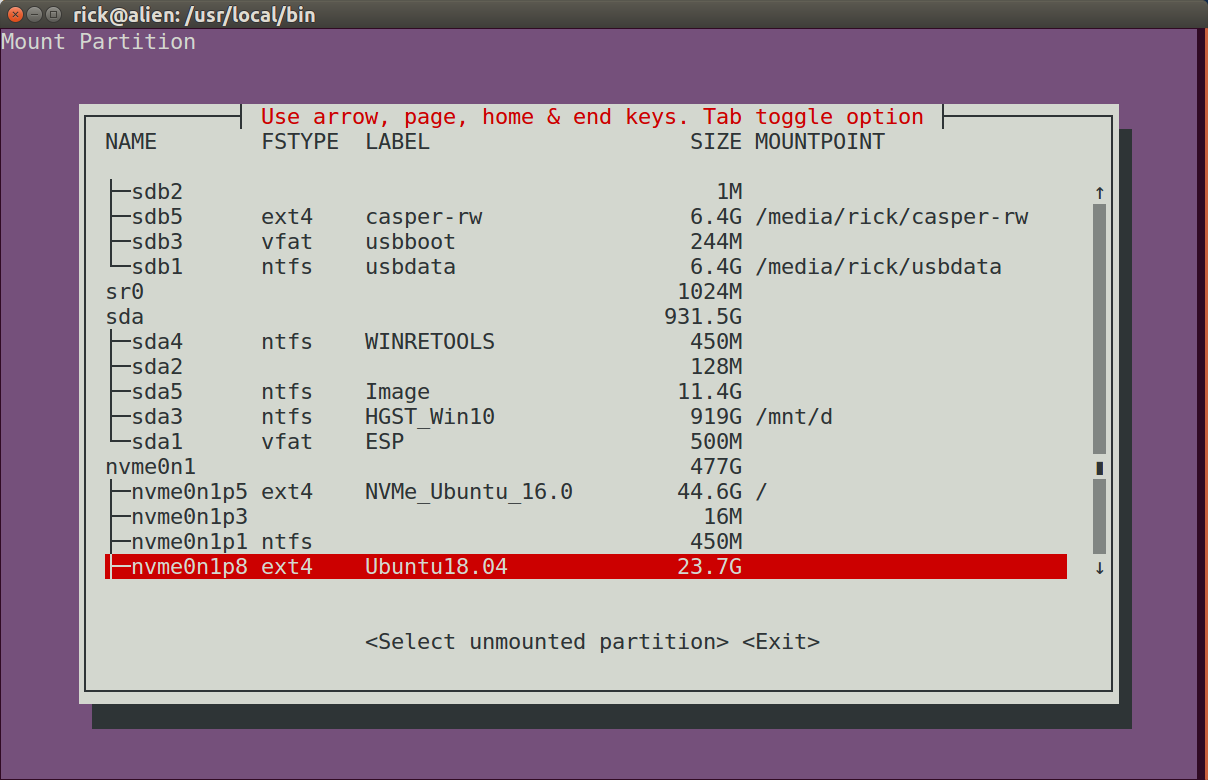 rick@alien: /usr/local/bin
Mount Partition
Use arrow, page, home & end keys. Tab toggle option
NAME FSTYPE LABEL SIZE MOUNTPOINT
├─sdb2 1M ↑
├─sdb5 ext4 casper-rw 6.4G /media/rick/casper-rw
├─sdb3 vfat usbboot 244M
└─sdb1 ntfs usbdata 6.4G /media/rick/usbdata
sr0 1024M
sda 931.5G
├─sda4 ntfs WINRETOOLS 450M
├─sda2 128M
├─sda5 ntfs Image 11.4G
├─sda3 ntfs HGST_Win10 919G /mnt/d
└─sda1 vfat ESP 500M
nvme0n1 477G
├─nvme0n1p5 ext4 NVMe_Ubuntu_16.0 44.6G /
├─nvme0n1p3 16M
├─nvme0n1p1 ntfs 450M
├─nvme0n1p8 ext4 Ubuntu18.04 23.7G ↓
<Select unmounted partition> <Exit>